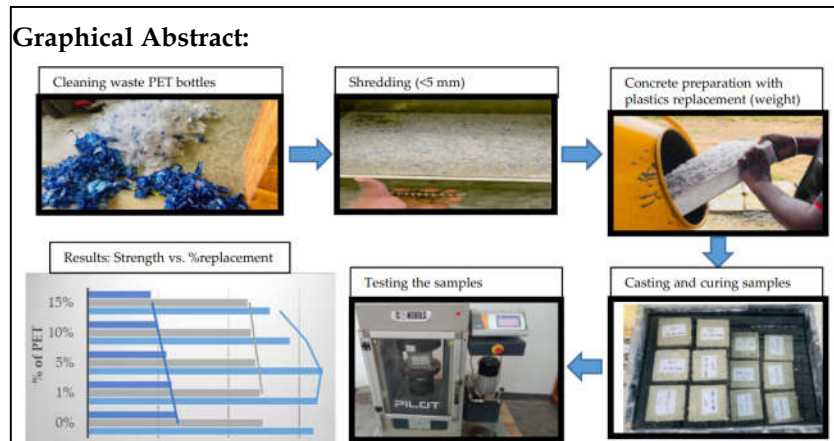 Graphical Abstract:
Cleaning waste PET bottles
Shredding (<5 mm)
Concrete preparation with
plastics replacement (weight)
Results: Strength vs. %replacement
Testing the samples
Casting and curing samples
% of PET
15%
10%
5%
1%
0%
PILOT